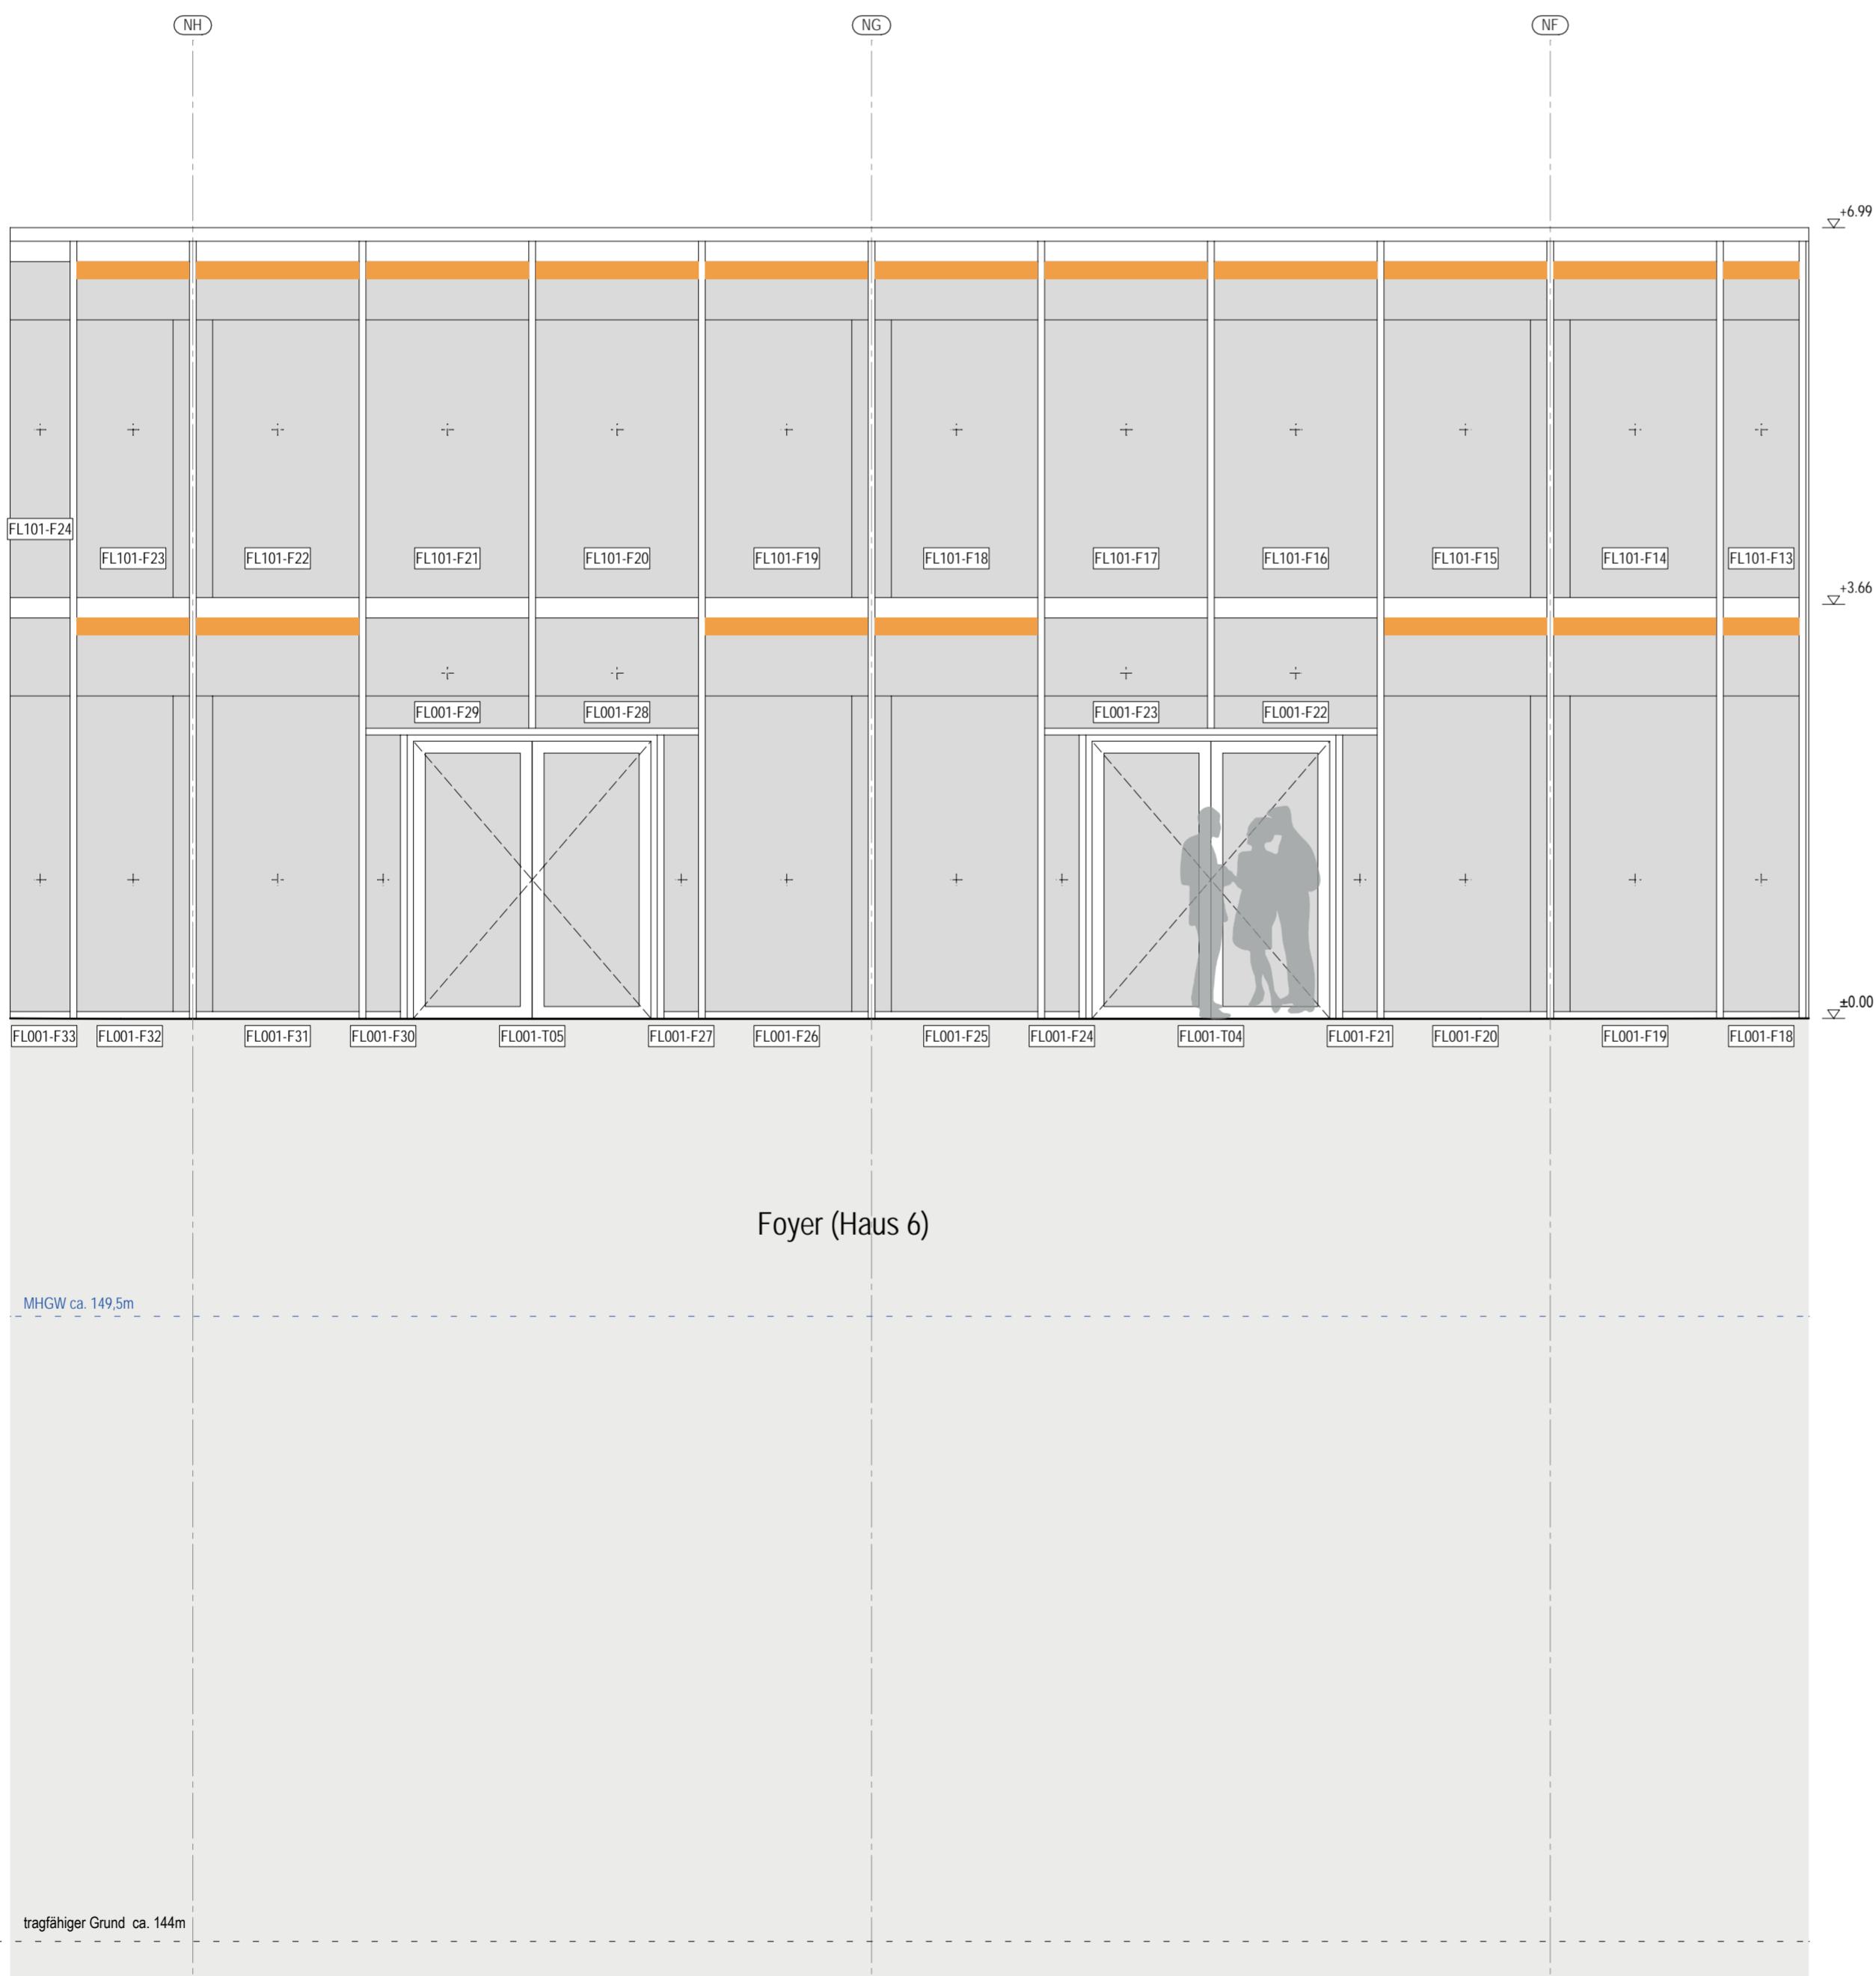 NH NG NF
+6.99
FL101-F24
FL101-F23 FL101-F22 FL101-F21 FL101-F20 FL101-F19 FL101-F18 FL101-F17 FL101-F16 FL101-F15 FL101-F14 FL101-F13
+3.66
FL001-F29 FL001-F28 FL001-F23 FL001-F22
±0.00
FL001-F33 FL001-F32 FL001-F31 FL001-F30 FL001-T05 FL001-F27 FL001-F26 FL001-F25 FL001-F24 FL001-T04 FL001-F21 FL001-F20 FL001-F19 FL001-F18
Foyer (Haus 6)
MHGW ca. 149,5m
tragfähiger Grund ca. 144m